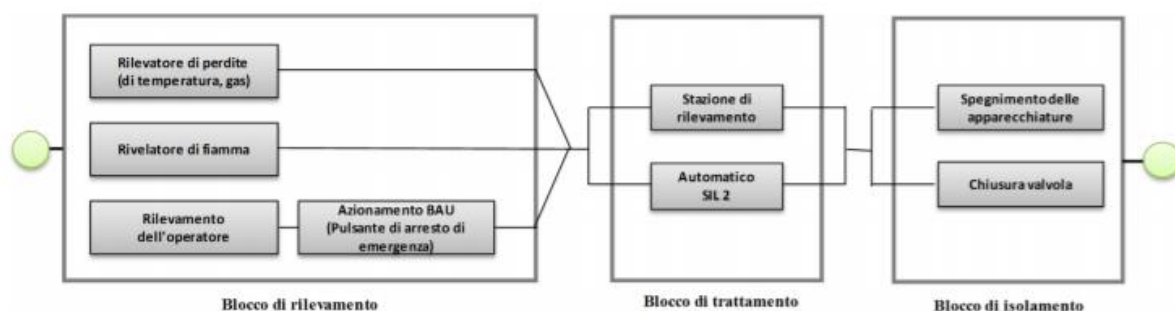 Rilevatore di perdite
(di temperatura, gas)
Rivelatore di fiamma
Rilevamento
dell'operatore
Azionamento BAU
(Pulsante di arresto di
emergenza)
Blocco di rilevamento
Stazione di
rilevamento
Automatico
SIL 2
Blocco di trattamento
Spegnimento delle
apparecchiature
Chiusura valvola
Blocco di isolamento